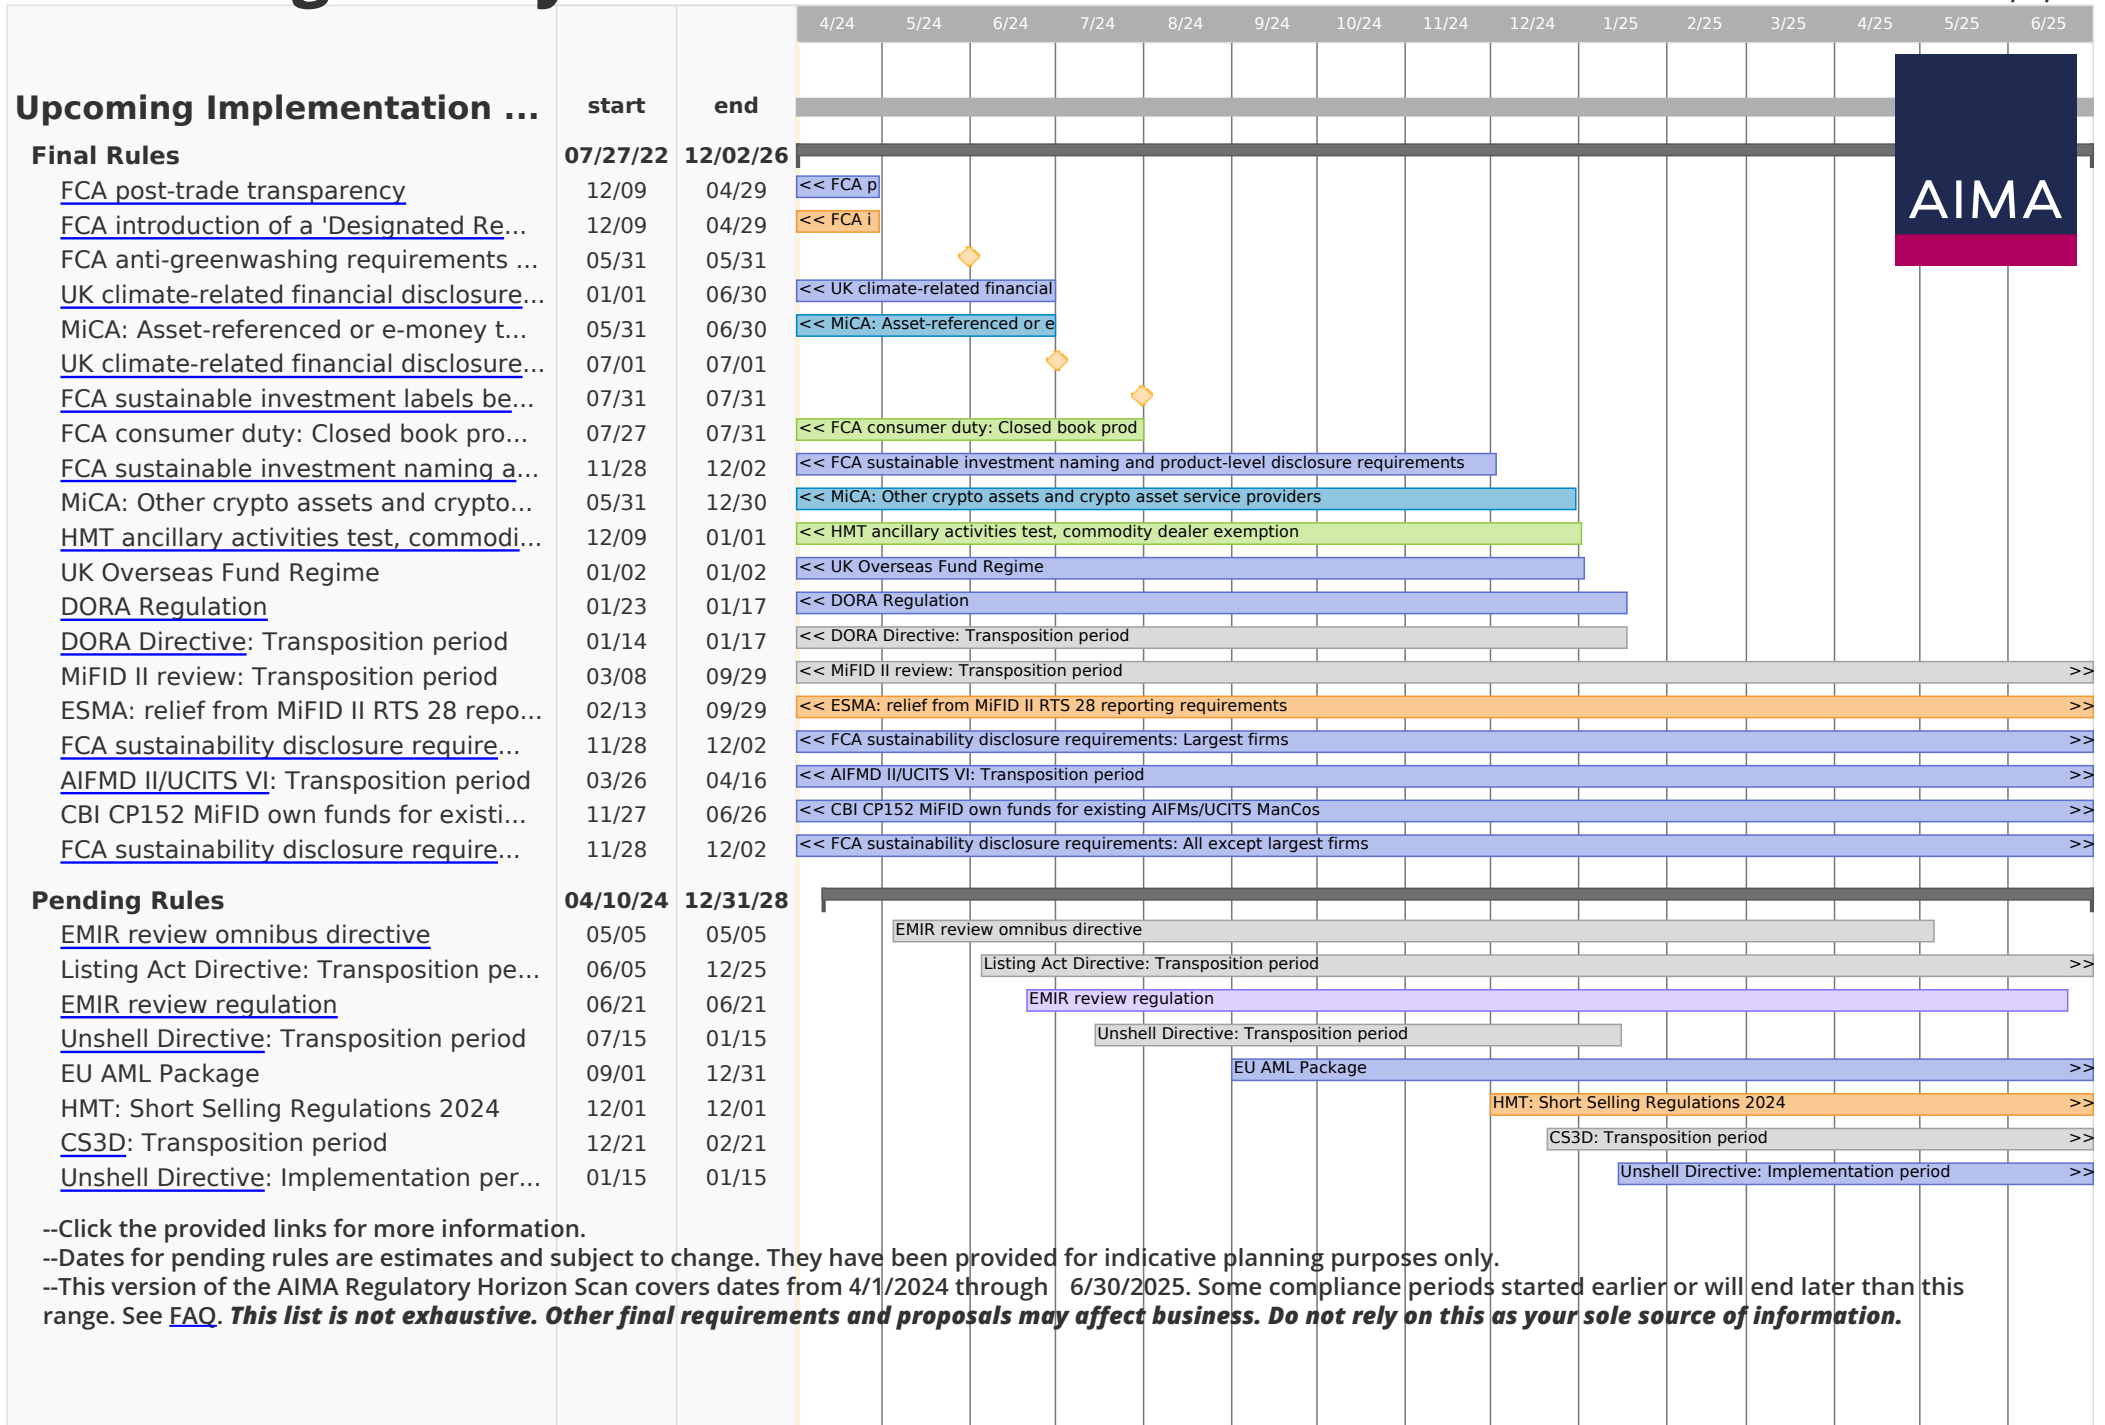 4/24 5/24 6/24 7/24 8/24 9/24 10/24 11/24 12/24 1/25 2/25 3/25 4/25 5/25 6/25
AIMA
Upcoming Implementation ... start end
Final Rules 07/27/22 12/02/26
FCA post-trade transparency 12/09 04/29 << FCA p
FCA introduction of a 'Designated Re... 12/09 04/29 << FCA i
FCA anti-greenwashing requirements ... 05/31 05/31
UK climate-related financial disclosure... 01/01 06/30 << UK climate-related financial
MiCA: Asset-referenced or e-money t... 05/31 06/30 << MiCA: Asset-referenced or e
UK climate-related financial disclosure... 07/01 07/01
FCA sustainable investment labels be... 07/31 07/31
FCA consumer duty: Closed book pro... 07/27 07/31 << FCA consumer duty: Closed book prod
FCA sustainable investment naming a... 11/28 12/02 << FCA sustainable investment naming and product-level disclosure requirements
MiCA: Other crypto assets and crypto... 05/31 12/30 << MiCA: Other crypto assets and crypto asset service providers
HMT ancillary activities test, commodi... 12/09 01/01 << HMT ancillary activities test, commodity dealer exemption
UK Overseas Fund Regime 01/02 01/02 << UK Overseas Fund Regime
DORA Regulation 01/23 01/17 << DORA Regulation
DORA Directive: Transposition period 01/14 01/17 << DORA Directive: Transposition period
MiFID II review: Transposition period 03/08 09/29 << MiFID II review: Transposition period >>
ESMA: relief from MiFID II RTS 28 repo... 02/13 09/29 << ESMA: relief from MiFID II RTS 28 reporting requirements >>
FCA sustainability disclosure require... 11/28 12/02 << FCA sustainability disclosure requirements: Largest firms >>
AIFMD II/UCITS VI: Transposition period 03/26 04/16 << AIFMD II/UCITS VI: Transposition period >>
CBI CP152 MiFID own funds for existi... 11/27 06/26 << CBI CP152 MiFID own funds for existing AIFMs/UCITS ManCos >>
FCA sustainability disclosure require... 11/28 12/02 << FCA sustainability disclosure requirements: All except largest firms >>
Pending Rules 04/10/24 12/31/28
EMIR review omnibus directive 05/05 05/05 EMIR review omnibus directive
Listing Act Directive: Transposition pe... 06/05 12/25 Listing Act Directive: Transposition period >>
EMIR review regulation 06/21 06/21 EMIR review regulation
Unshell Directive: Transposition period 07/15 01/15 Unshell Directive: Transposition period
EU AML Package 09/01 12/31 EU AML Package >>
HMT: Short Selling Regulations 2024 12/01 12/01 HMT: Short Selling Regulations 2024 >>
CS3D: Transposition period 12/21 02/21 CS3D: Transposition period >>
Unshell Directive: Implementation per... 01/15 01/15 Unshell Directive: Implementation period >>
--Click the provided links for more information.
--Dates for pending rules are estimates and subject to change. They have been provided for indicative planning purposes only.
--This version of the AIMA Regulatory Horizon Scan covers dates from 4/1/2024 through 6/30/2025. Some compliance periods started earlier or will end later than this
range. See FAQ. This list is not exhaustive. Other final requirements and proposals may affect business. Do not rely on this as your sole source of information.